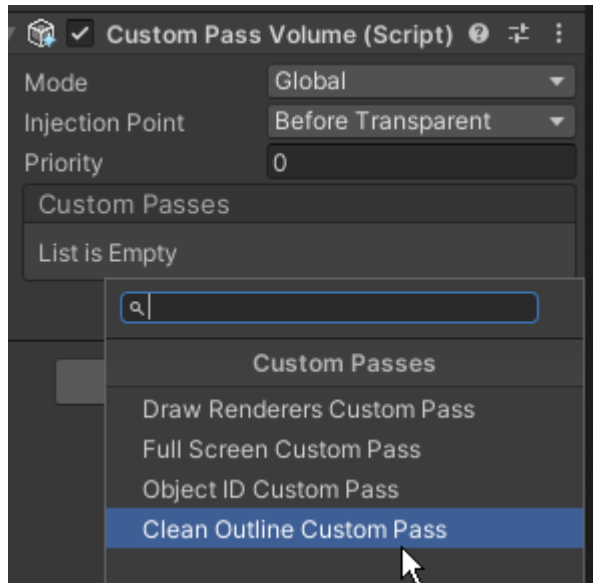 Custom Pass Volume (Script)
Mode Global
Injection Point Before Transparent
Priority 0
Custom Passes
List is Empty
Custom Passes
Draw Renderers Custom Pass
Full Screen Custom Pass
Object ID Custom Pass
Clean Outline Custom Pass